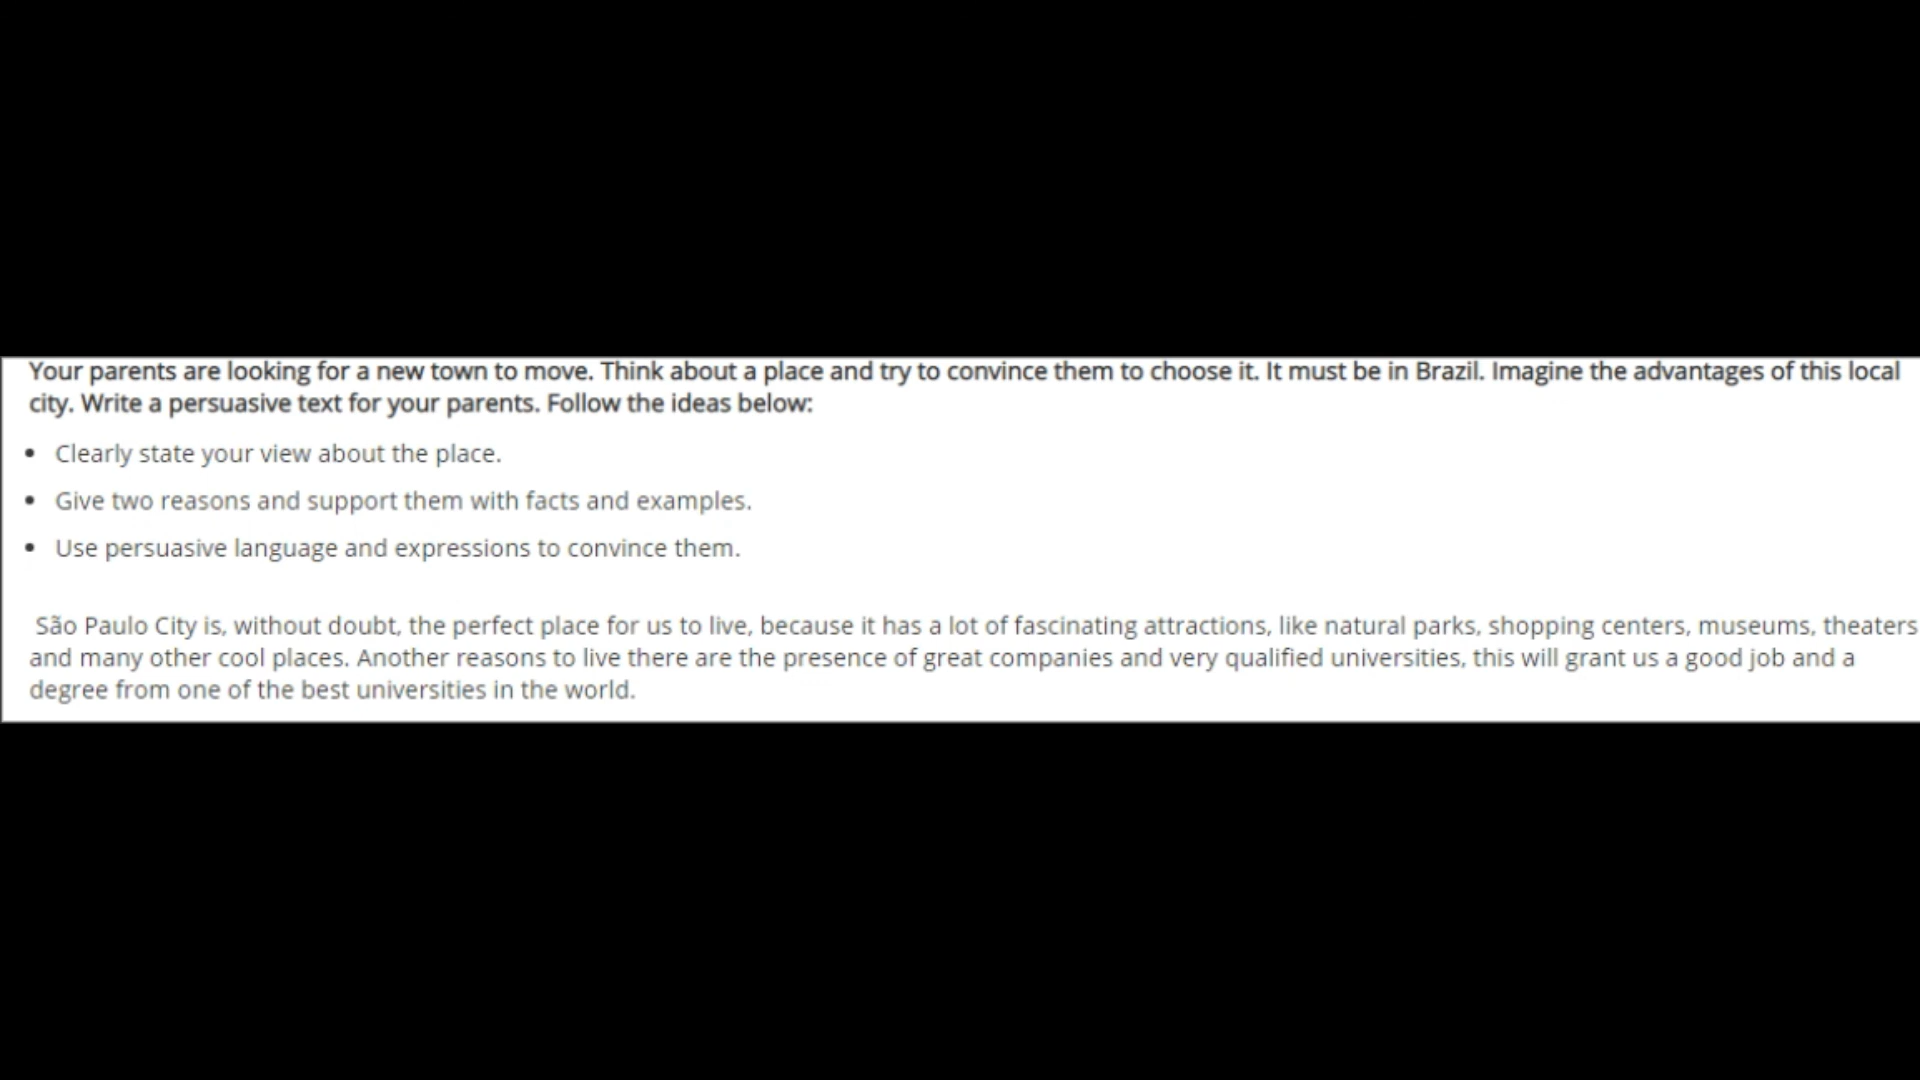 Your parents are looking for a new town to move. Think about a place and try to convince them to choose it. It must be in Brazil. Imagine the advantages of this local
city. Write a persuasive text for your parents. Follow the ideas below:
• Clearly state your view about the place.
• Give two reasons and support them with facts and examples.
• Use persuasive language and expressions to convince them.
São Paulo City is, without doubt, the perfect place for us to live, because it has a lot of fascinating attractions, like natural parks, shopping centers, museums, theaters
and many other cool places. Another reasons to live there are the presence of great companies and very qualified universities, this will grant us a good job and a
degree from one of the best universities in the world.